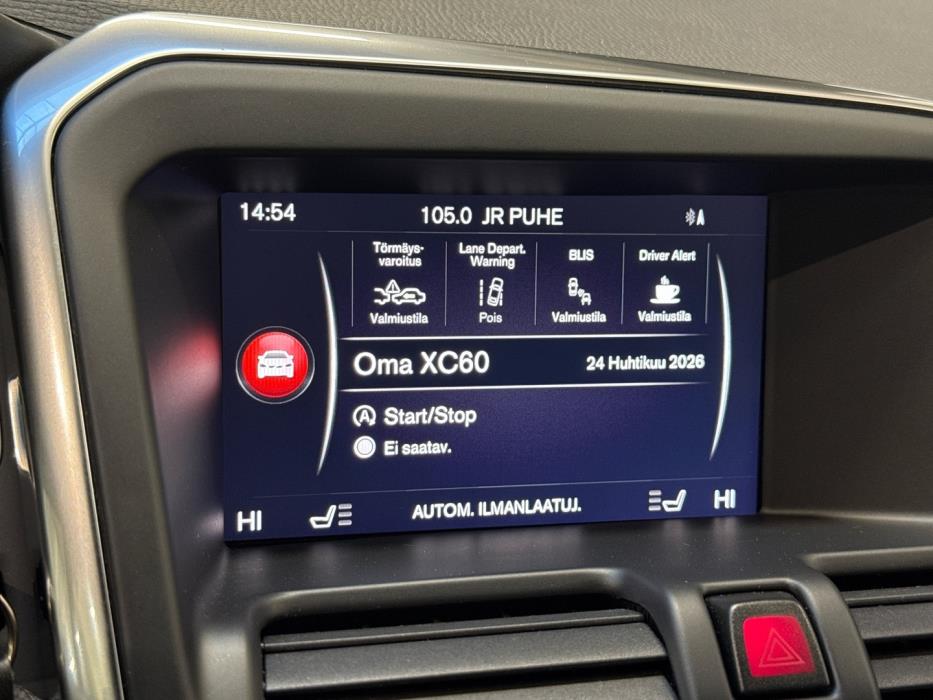 14:54 105.0 JR PUHE
Törmäys-
varoitus
Valmiustila
Lane Depart.
Warning
Pois
BLIS
Valmiustila
Driver Alert
Valmiustila
Oma XC60 24 Huhtikuu 2026
A Start/Stop
Ei saatav.
HI AUTOM. ILMANLAATUJ. HI